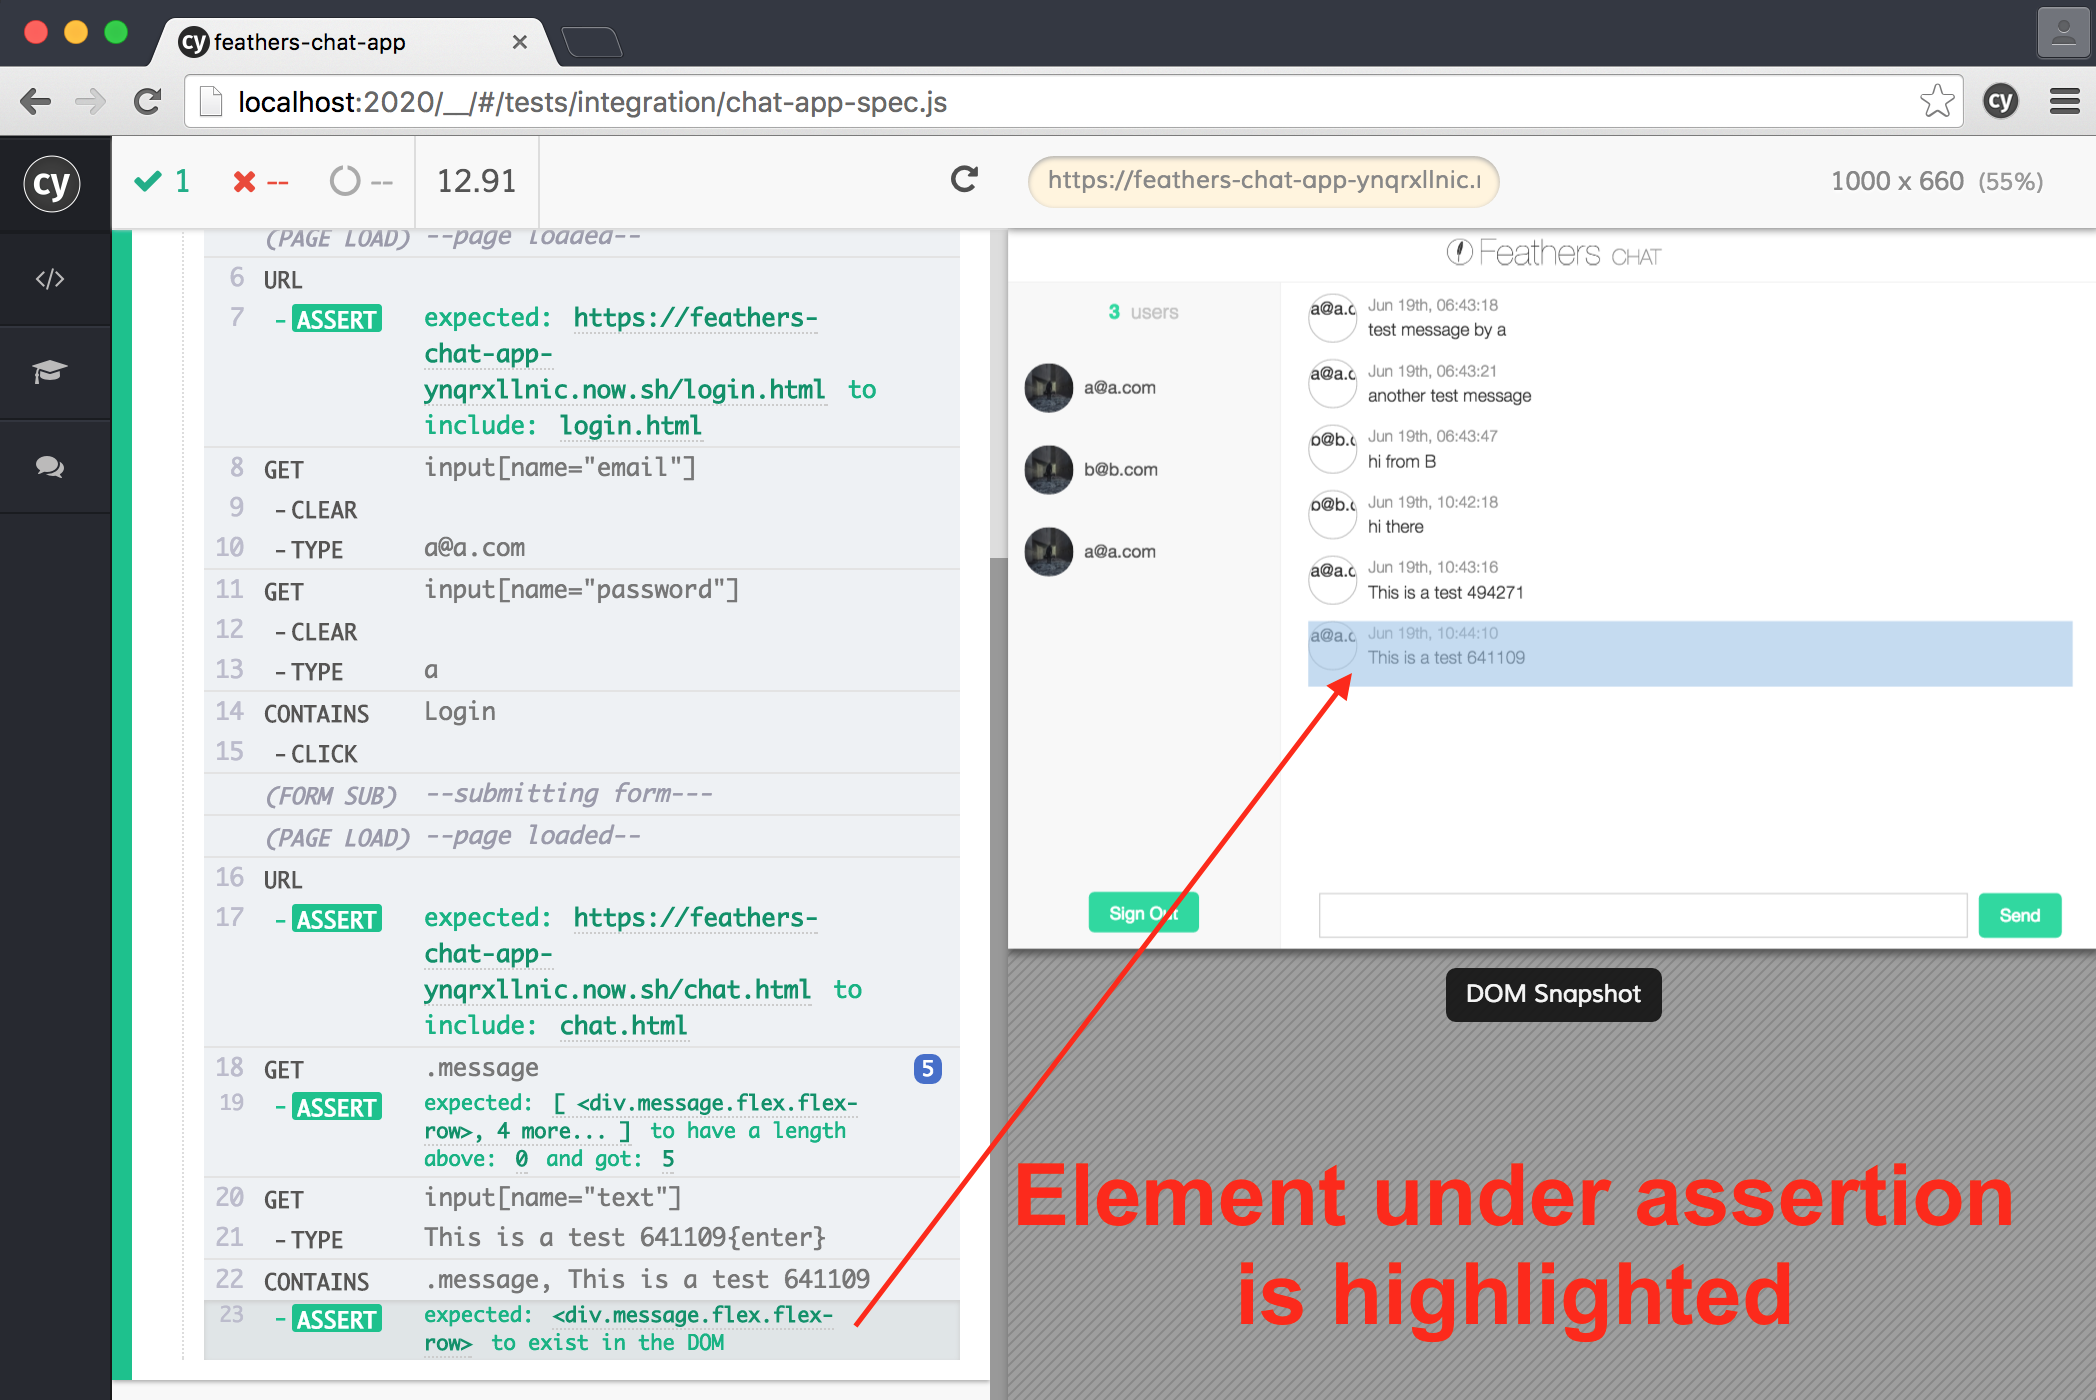 cy feathers-chat-app ×
localhost:2020/__/#/tests/integration/chat-app-spec.js
cy
cy
1 -- -- 12.91
https://feathers-chat-app-ynqrxllnic.
1000 x 660 (55%)
(PAGE LOAD) --page loaded--
6 URL
7 -ASSERT expected: https://feathers-
chat-app-
ynqrxllnic.now.sh/login.html to
include: login.html
8 GET input[name="email"]
9 -CLEAR
10 -TYPE a@a.com
11 GET input[name="password"]
12 -CLEAR
13 -TYPE a
14 CONTAINS Login
15 -CLICK
(FORM SUB) --submitting form---
(PAGE LOAD) --page loaded--
16 URL
17 -ASSERT expected: https://feathers-
chat-app-
ynqrxllnic.now.sh/chat.html to
include: chat.html
18 GET .message 5
19 -ASSERT expected: [ <div.message.flex.flex-
row>, 4 more... ] to have a length
above: 0 and got: 5
20 GET input[name="text"]
21 -TYPE This is a test 641109{enter}
22 CONTAINS .message, This is a test 641109
23 -ASSERT expected: <div.message.flex.flex-
row> to exist in the DOM
Feathers CHAT
3 users
a@a.com
b@b.com
a@a.com
Sign Out
a@a.c Jun 19th, 06:43:18
test message by a
a@a.c Jun 19th, 06:43:21
another test message
b@b.c Jun 19th, 06:43:47
hi from B
b@b.c Jun 19th, 10:42:18
hi there
a@a.c Jun 19th, 10:43:16
This is a test 494271
a@a.c Jun 19th, 10:44:10
This is a test 641109
Send
DOM Snapshot
Element under assertion
is highlighted